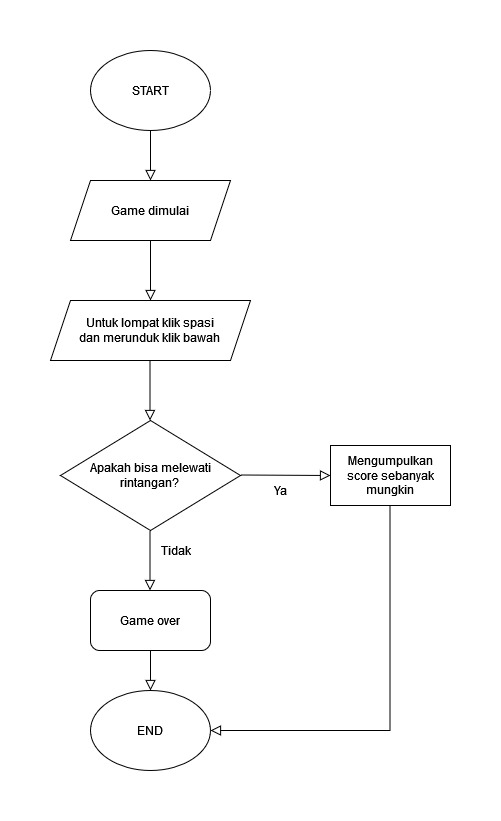 START
Game dimulai
Untuk lompat klik spasi
dan merunduk klik bawah
Apakah bisa melewati
rintangan?
Ya
Mengumpulkan
score sebanyak
mungkin
Tidak
Game over
END